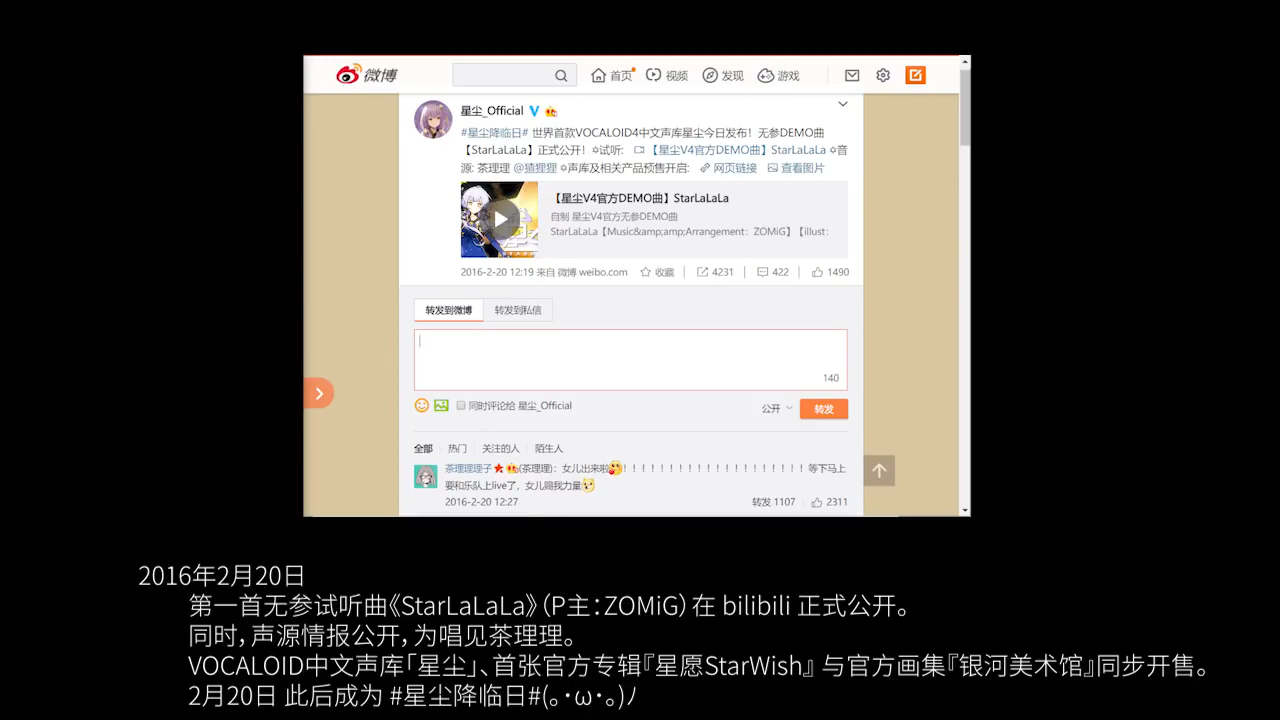 微博
首页
视频
发现
游戏
星尘_Official
#星尘降临日# 世界首款VOCALOID4中文声库星尘今日发布！无参DEMO曲
【StarLaLaLa】正式公开！✡试听: 【星尘V4官方DEMO曲】StarLaLaLa ✡音
源: 茶理理 @猿狸狸 ✡声库及相关产品预售开启: 网页链接 查看图片
【星尘V4官方DEMO曲】StarLaLaLa
自制 星尘V4官方无参DEMO曲
StarLaLaLa【Music&amp;amp;Arrangement：ZOMiG】【illust:
2016-2-20 12:19 来自 微博 weibo.com 收藏 4231 422 1490
转发到微博 转发到私信
140
同时评论给 星尘_Official
公开 转发
全部 热门 关注的人 陌生人
茶理理理子 (茶理理)：女儿出来啦！！！！！！！！！！！！！！！！！！！！等下马上
要和乐队上live了，女儿赐我力量
2016-2-20 12:27 转发 1107 2311
2016年2月20日
第一首无参试听曲《StarLaLaLa》（P主：ZOMiG）在 bilibili 正式公开。
同时，声源情报公开，为唱见茶理理。
VOCALOID中文声库「星尘」、首张官方专辑『星愿StarWish』 与官方画集『银河美术馆』同步开售。
2月20日 此后成为 #星尘降临日#(｡･ω･｡)ﾉ